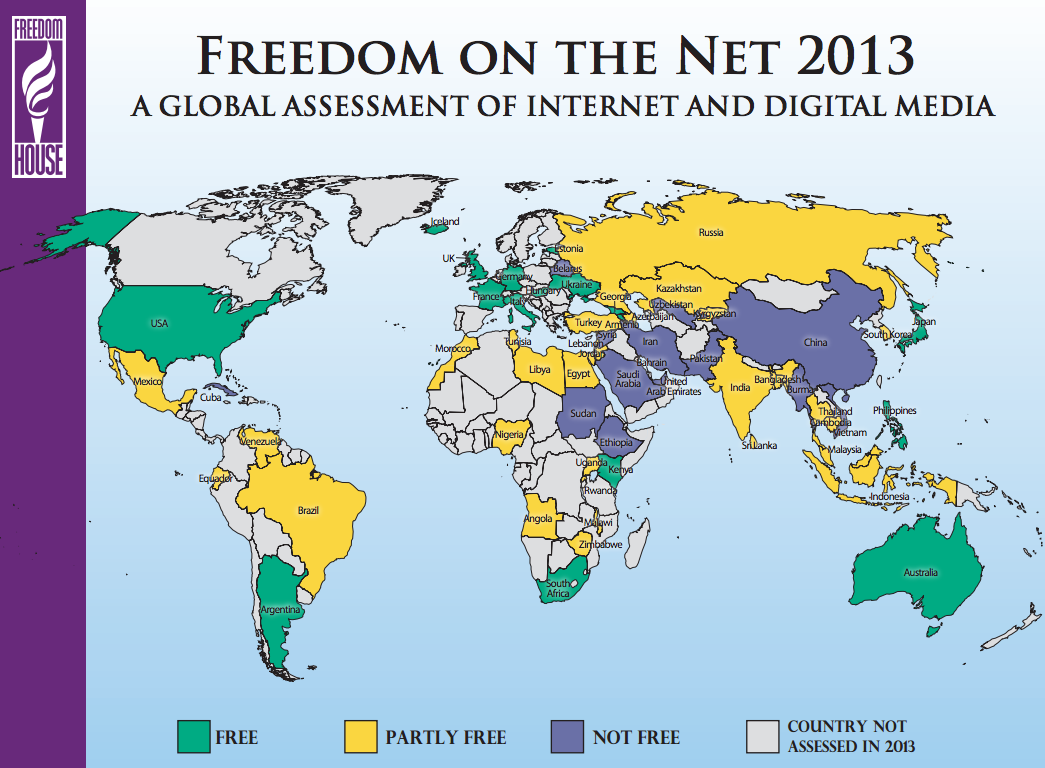 FREEDOM
HOUSE
FREEDOM ON THE NET 2013
A GLOBAL ASSESSMENT OF INTERNET AND DIGITAL MEDIA
Iceland
Russia
UK
Estonia
Belarus
Germany
Ukraine
France
Hungary
Italy
Kazakhstan
Georgia
Uzbekistan
Kyrgyzstan
Azerbaijan
Turkey
Armenia
USA
Japan
South Korea
China
Syria
Iran
Lebanon
Jordan
Tunisia
Morocco
Bahrain
Pakistan
Libya
Egypt
Saudi
Arabia
United
Arab Emirates
India
Bangladesh
Burma
Mexico
Cuba
Sudan
Thailand
Cambodia
Vietnam
Philippines
Venezuela
Nigeria
Ethiopia
Sri Lanka
Malaysia
Equador
Uganda
Kenya
Rwanda
Indonesia
Brazil
Angola
Malawi
Zimbabwe
South
Africa
Australia
Argentina
FREE
PARTLY FREE
NOT FREE
COUNTRY NOT
ASSESSED IN 2013